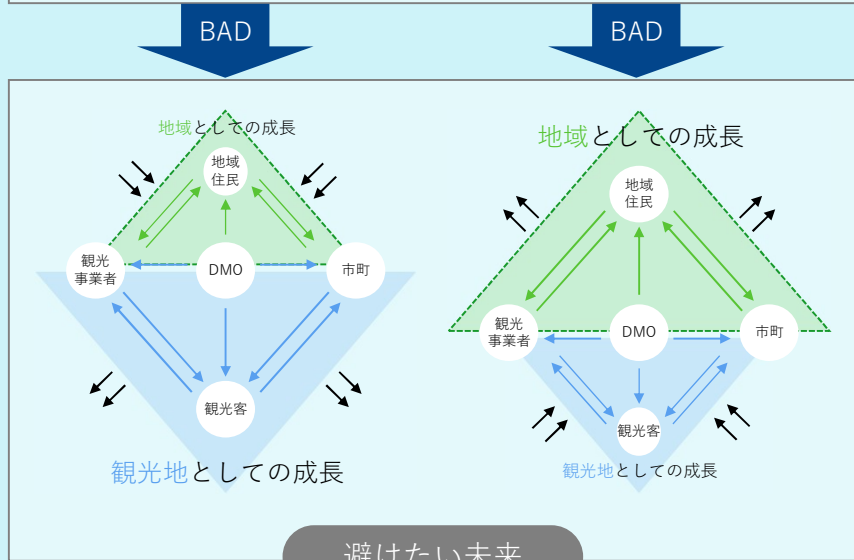 BAD
BAD
地域としての成長
地域
住民
観光
事業者
DMO
市町
観光客
観光地としての成長
地域としての成長
地域
住民
観光
事業者
DMO
市町
観光客
観光地としての成長
避けたい未来